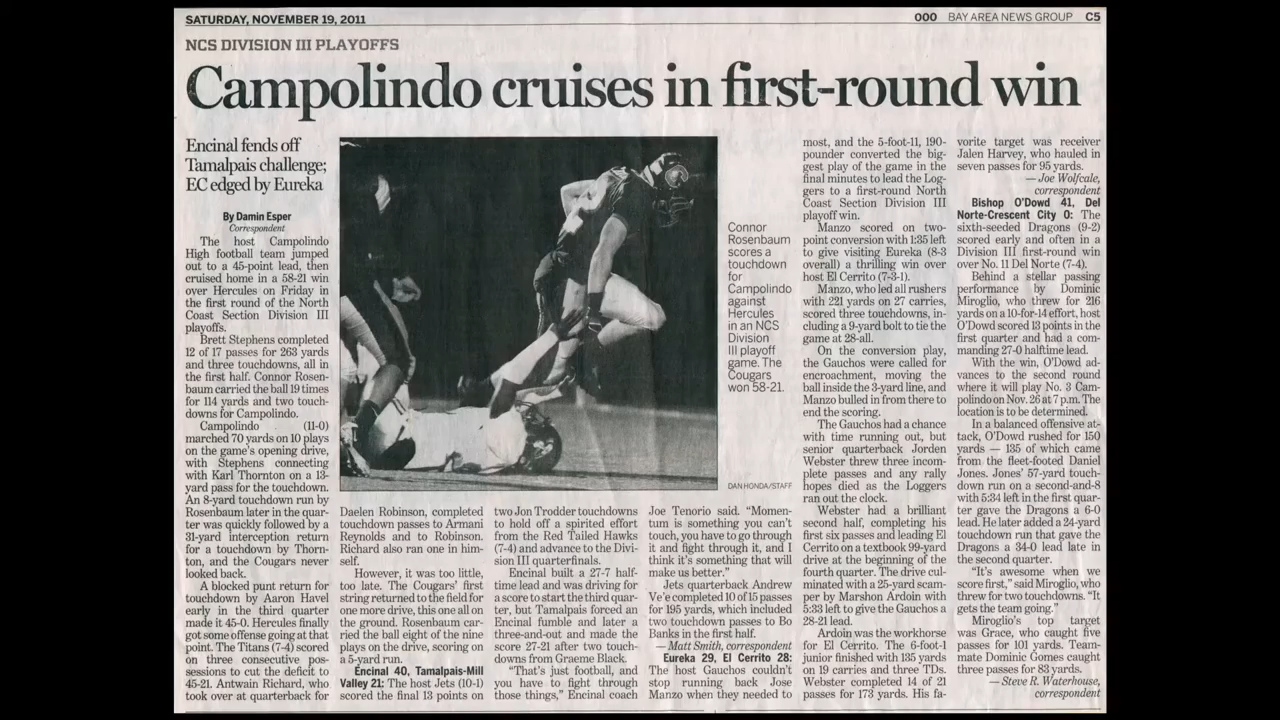 SATURDAY, NOVEMBER 19, 2011
000 BAY AREA NEWS GROUP C5
NCS DIVISION III PLAYOFFS
Campolindo cruises in first-round win
Encinal fends off
Tamalpais challenge;
EC edged by Eureka
By Damin Esper
Correspondent
The host Campolindo
High football team jumped
out to a 45-point lead, then
cruised home in a 58-21 win
over Hercules on Friday in
the first round of the North
Coast Section Division III
playoffs.
Brett Stephens completed
12 of 17 passes for 263 yards
and three touchdowns, all in
the first half. Connor Rosen-
baum carried the ball 19 times
for 114 yards and two touch-
downs for Campolindo.
Campolindo (11-0)
marched 70 yards on 10 plays
on the game's opening drive,
with Stephens connecting
with Karl Thornton on a 13-
yard pass for the touchdown.
An 8-yard touchdown run by
Rosenbaum later in the quar-
ter was quickly followed by a
31-yard interception return
for a touchdown by Thorn-
ton, and the Cougars never
looked back.
A blocked punt return for
touchdown by Aaron Havel
early in the third quarter
made it 45-0. Hercules finally
got some offense going at that
point. The Titans (7-4) scored
on three consecutive pos-
sessions to cut the deficit to
45-21. Antwain Richard, who
took over at quarterback for
Daelen Robinson, completed
touchdown passes to Armani
Reynolds and to Robinson.
Richard also ran one in him-
self.
However, it was too little,
too late. The Cougars' first
string returned to the field for
one more drive, this one all on
the ground. Rosenbaum car-
ried the ball eight of the nine
plays on the drive, scoring on
a 5-yard run.
Encinal 40, Tamalpais-Mill
Valley 21: The host Jets (10-1)
scored the final 13 points on
two Jon Trodder touchdowns
to hold off a spirited effort
from the Red Tailed Hawks
(7-4) and advance to the Divi-
sion III quarterfinals.
Encinal built a 27-7 half-
time lead and was driving for
a score to start the third quar-
ter, but Tamalpais forced an
Encinal fumble and later a
three-and-out and made the
score 27-21 after two touch-
downs from Graeme Black.
"That's just football, and
you have to fight through
those things," Encinal coach
Joe Tenorio said. "Momen-
tum is something you can't
touch, you have to go through
it and fight through it, and I
think it's something that will
make us better."
Jets quarterback Andrew
Ve'e completed 10 of 15 passes
for 195 yards, which included
two touchdown passes to Bo
Banks in the first half.
— Matt Smith, correspondent
Eureka 29, El Cerrito 28:
The host Gauchos couldn't
stop running back Jose
Manzo when they needed to
Connor
Rosenbaum
scores a
touchdown
for
Campolindo
against
Hercules
in an NCS
Division
III playoff
game. The
Cougars
won 58-21.
DAN HONDA/STAFF
most, and the 5-foot-11, 190-
pounder converted the big-
gest play of the game in the
final minutes to lead the Log-
gers to a first-round North
Coast Section Division III
playoff win.
Manzo scored on two-
point conversion with 1:35 left
to give visiting Eureka (8-3
overall) a thrilling win over
host El Cerrito (7-3-1).
Manzo, who led all rushers
with 221 yards on 27 carries,
scored three touchdowns, in-
cluding a 9-yard bolt to tie the
game at 28-all.
On the conversion play,
the Gauchos were called for
encroachment, moving the
ball inside the 3-yard line, and
Manzo bulled in from there to
end the scoring.
The Gauchos had a chance
with time running out, but
senior quarterback Jorden
Webster threw three incom-
plete passes and any rally
hopes died as the Loggers
ran out the clock.
Webster had a brilliant
second half, completing his
first six passes and leading El
Cerrito on a textbook 99-yard
drive at the beginning of the
fourth quarter. The drive cul-
minated with a 25-yard scam-
per by Marshon Ardoin with
5:33 left to give the Gauchos a
28-21 lead.
Ardoin was the workhorse
for El Cerrito. The 6-foot-1
junior finished with 135 yards
on 19 carries and three TDs.
Webster completed 14 of 21
passes for 173 yards. His fa-
vorite target was receiver
Jalen Harvey, who hauled in
seven passes for 95 yards.
— Joe Wolfcale,
correspondent
Bishop O'Dowd 41, Del
Norte-Crescent City 0: The
sixth-seeded Dragons (9-2)
scored early and often in a
Division III first-round win
over No. 11 Del Norte (7-4).
Behind a stellar passing
performance by Dominic
Miroglio, who threw for 216
yards on a 10-for-14 effort, host
O'Dowd scored 13 points in the
first quarter and had a com-
manding 27-0 halftime lead.
With the win, O'Dowd ad-
vances to the second round
where it will play No. 3 Cam-
polindo on Nov. 26 at 7 p.m. The
location is to be determined.
In a balanced offensive at-
tack, O'Dowd rushed for 150
yards — 135 of which came
from the fleet-footed Daniel
Jones. Jones' 57-yard touch-
down run on a second-and-8
with 5:34 left in the first quar-
ter gave the Dragons a 6-0
lead. He later added a 24-yard
touchdown run that gave the
Dragons a 34-0 lead late in
the second quarter.
"It's awesome when we
score first," said Miroglio, who
threw for two touchdowns. "It
gets the team going."
Miroglio's top target
was Grace, who caught five
passes for 101 yards. Team-
mate Dominic Gomes caught
three passes for 83 yards.
— Steve R. Waterhouse,
correspondent